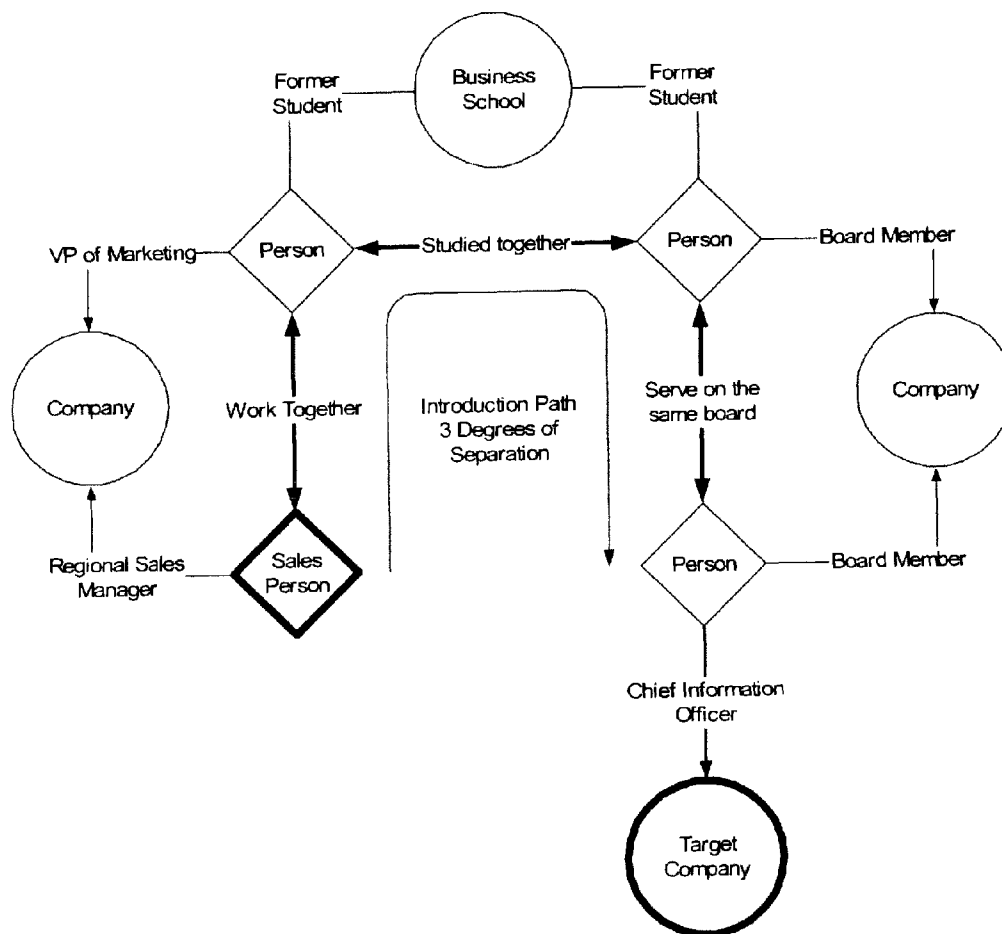 Former
Student
Business
School
Former
Student
VP of Marketing
Person
Studied together
Person
Board Member
Company
Work Together
Introduction Path
3 Degrees of
Separation
Serve on the
same board
Company
Regional Sales
Manager
Sales
Person
Person
Board Member
Chief Information
Officer
Target
Company